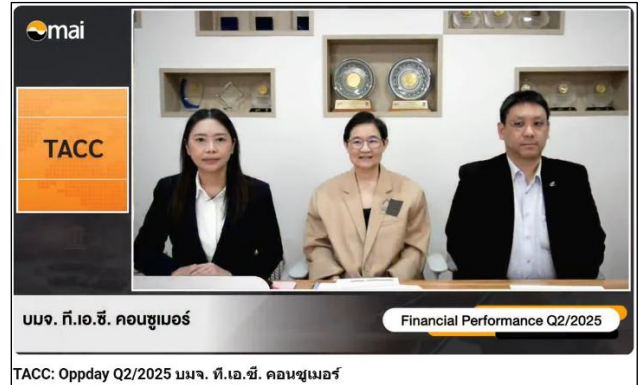 mai
TACC
บมจ. ที.เอ.ซี. คอนซูเมอร์
Financial Performance Q2/2025
TACC: Oppday Q2/2025 บมจ. ที.เอ.ซี. คอนซูเมอร์